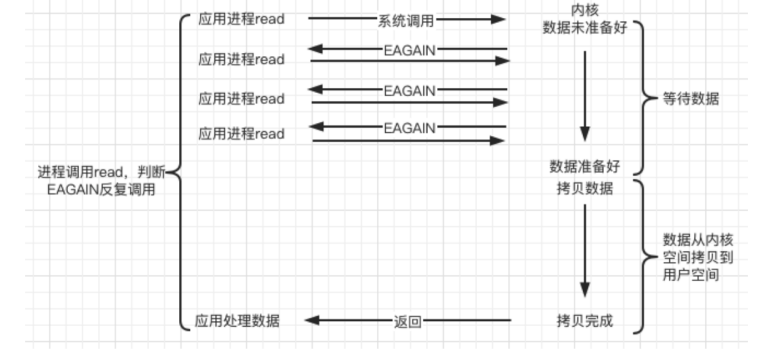 应用进程read
系统调用
内核
数据未准备好
EAGAIN
应用进程read
EAGAIN
应用进程read
等待数据
EAGAIN
应用进程read
数据准备好
进程调用read，判断
EAGAIN反复调用
拷贝数据
数据从内核
空间拷贝到
用户空间
应用处理数据
返回
拷贝完成